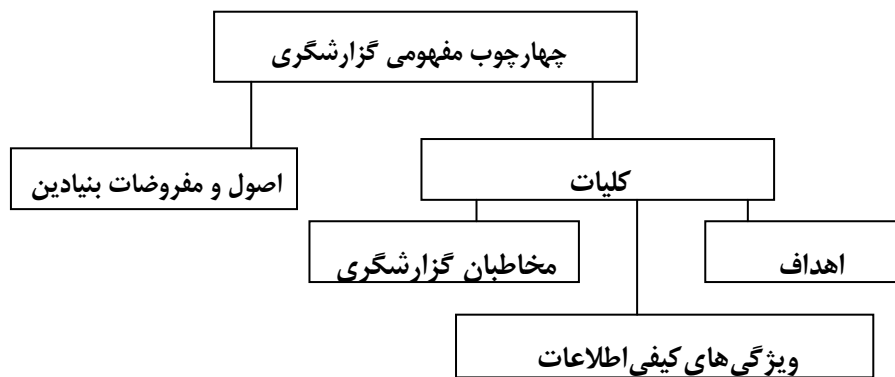 چهارچوب مفهومی گزارشگری
کلیات
اصول و مفروضات بنیادین
اهداف
مخاطبان گزارشگری
ویژگی‌های کیفی اطلاعات